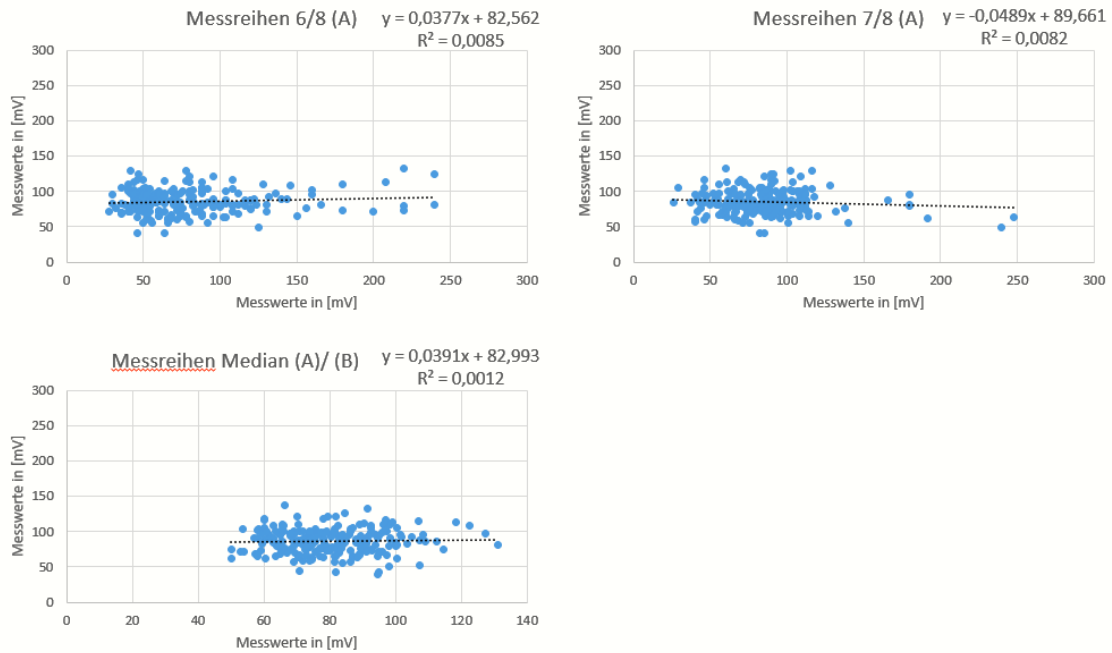 Messreihen 6/8 (A)
y = 0,0377x + 82,562
R² = 0,0085
300
250
200
150
100
50
0
Messwerte in [mV]
0 50 100 150 200 250 300
Messwerte in [mV]
Messreihen 7/8 (A)
y = -0,0489x + 89,661
R² = 0,0082
300
250
200
150
100
50
0
Messwerte in [mV]
0 50 100 150 200 250 300
Messwerte in [mV]
Messreihen Median (A)/ (B)
y = 0,0391x + 82,993
R² = 0,0012
300
250
200
150
100
50
0
Messwerte in [mV]
0 20 40 60 80 100 120 140
Messwerte in [mV]